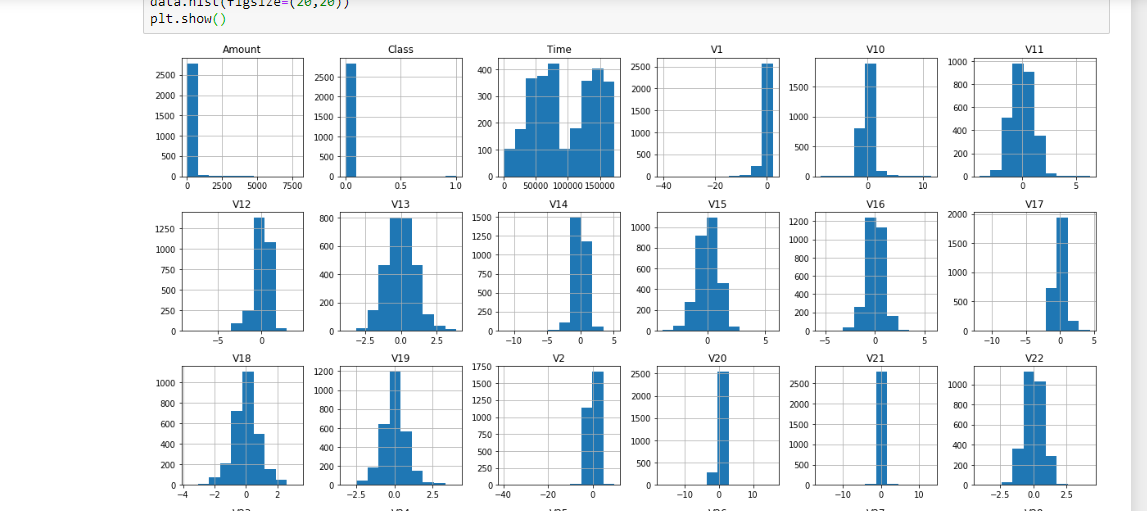 data.hist(figsize=(20,20))
plt.show()
Amount Class Time V1 V10 V11
2500 2000 1500 1000 500 0
0 2500 5000 7500
2500 2000 1500 1000 500 0
0.0 0.5 1.0
400 300 200 100 0
0 50000 100000 150000
2500 2000 1500 1000 500 0
−40 −20 0
1500 1000 500 0
0 10
1000 800 600 400 200 0
0 5
V12 V13 V14 V15 V16 V17
1250 1000 750 500 250 0
−5 0
800 600 400 200 0
−2.5 0.0 2.5
1500 1250 1000 750 500 250 0
−10 −5 0 5
1000 800 600 400 200 0
0 5
1200 1000 800 600 400 200 0
−5 0 5
2000 1500 1000 500 0
−10 −5 0 5
V18 V19 V2 V20 V21 V22
1000 800 600 400 200 0
−4 −2 0 2
1200 1000 800 600 400 200 0
−2.5 0.0 2.5
1750 1500 1250 1000 750 500 250 0
−40 −20 0
2500 2000 1500 1000 500 0
−10 0 10
2500 2000 1500 1000 500 0
−10 0 10
1000 800 600 400 200 0
−2.5 0.0 2.5